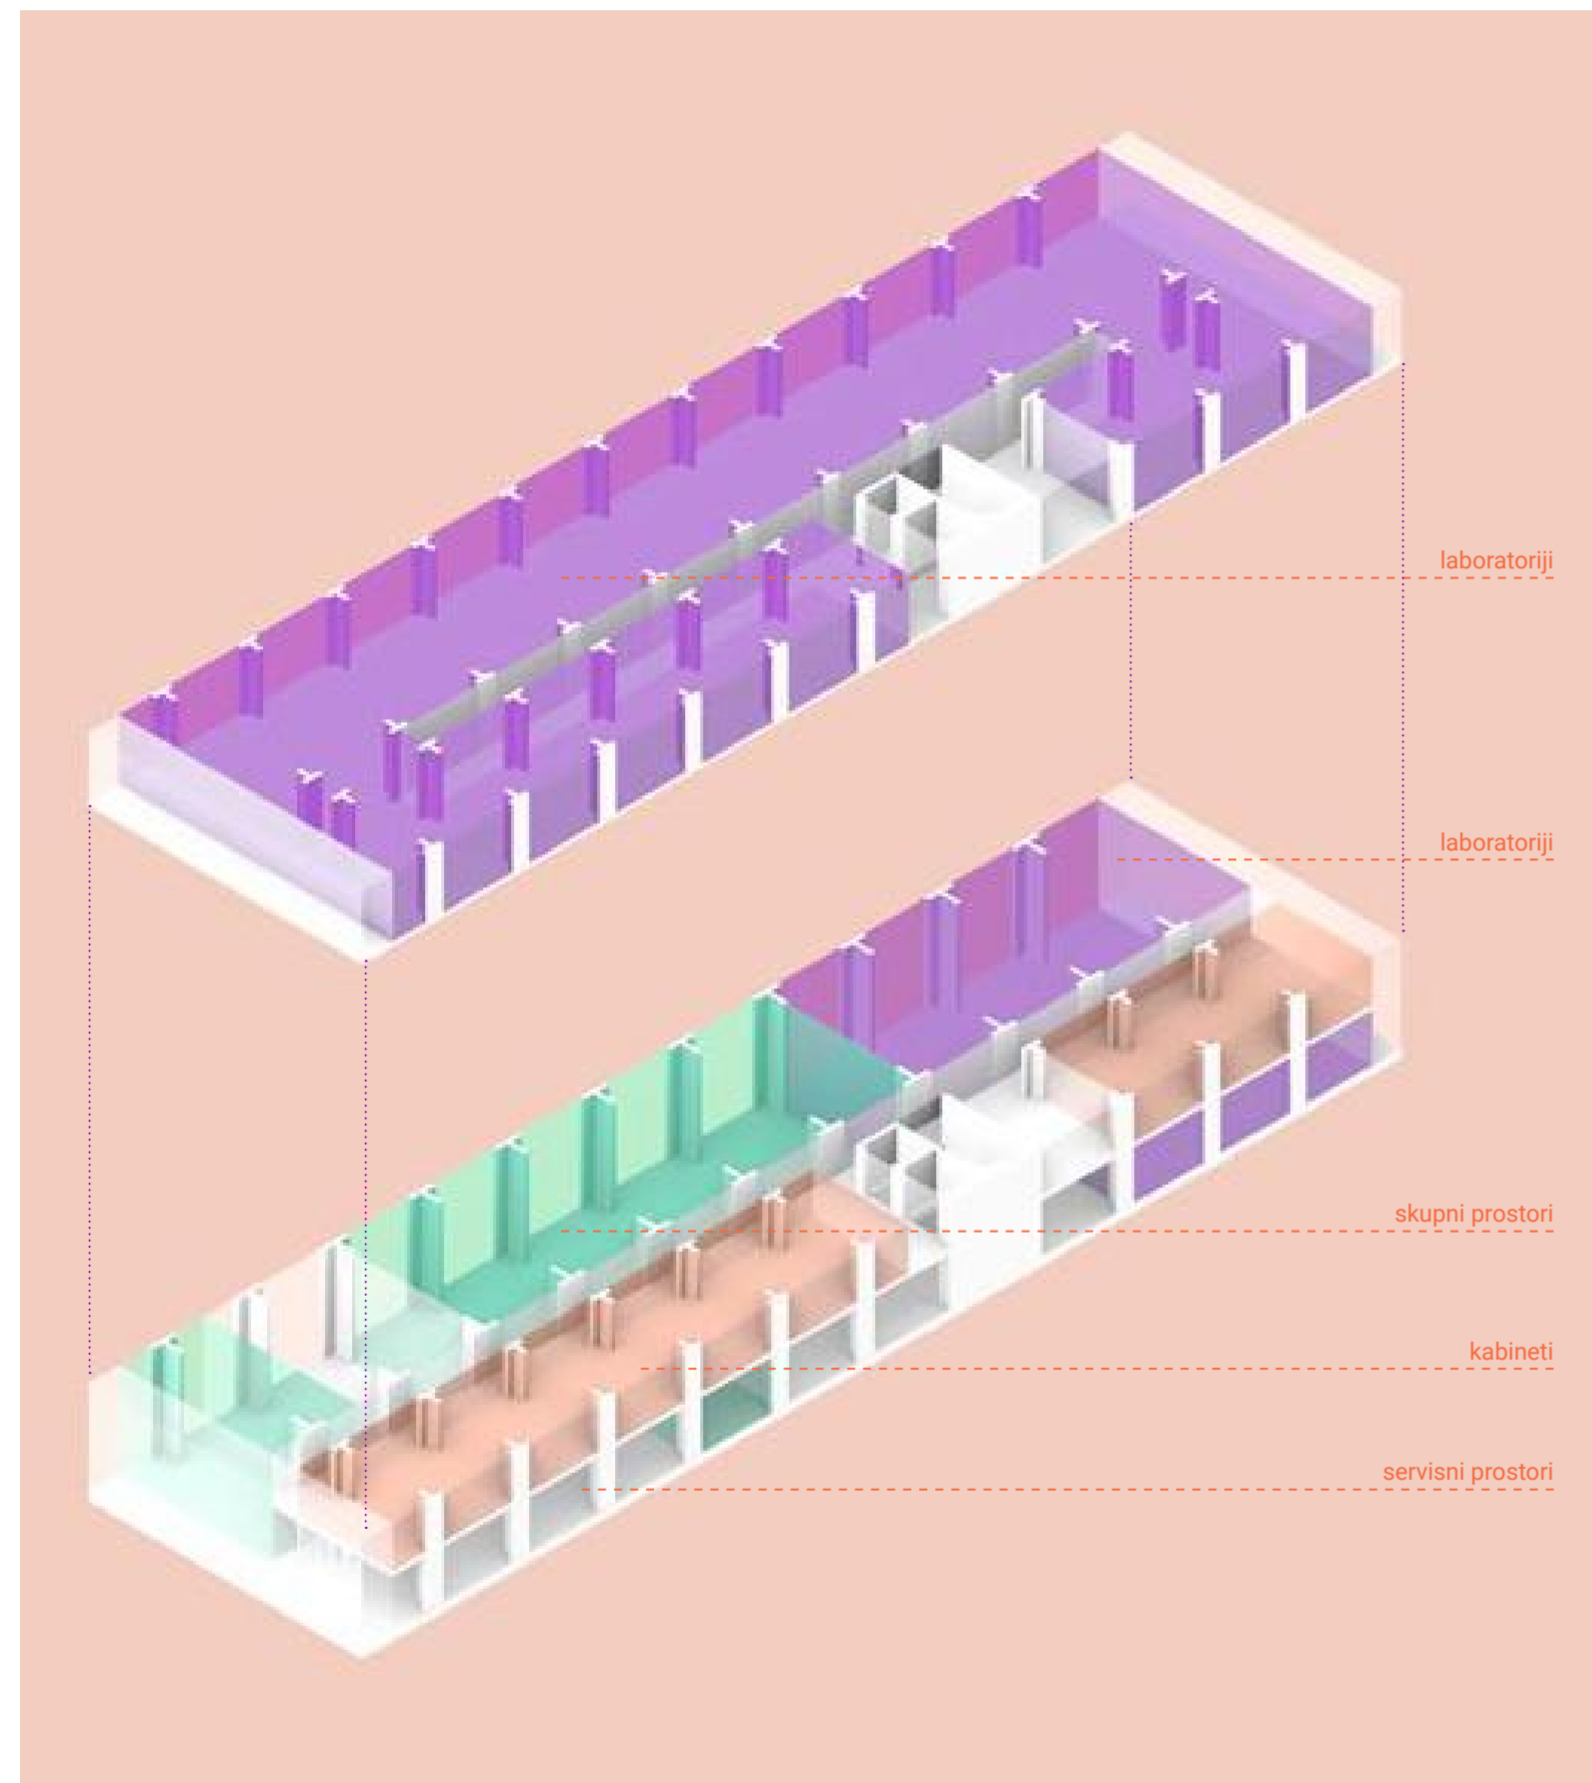 laboratoriji
laboratoriji
skupni prostori
kabineti
servisni prostori